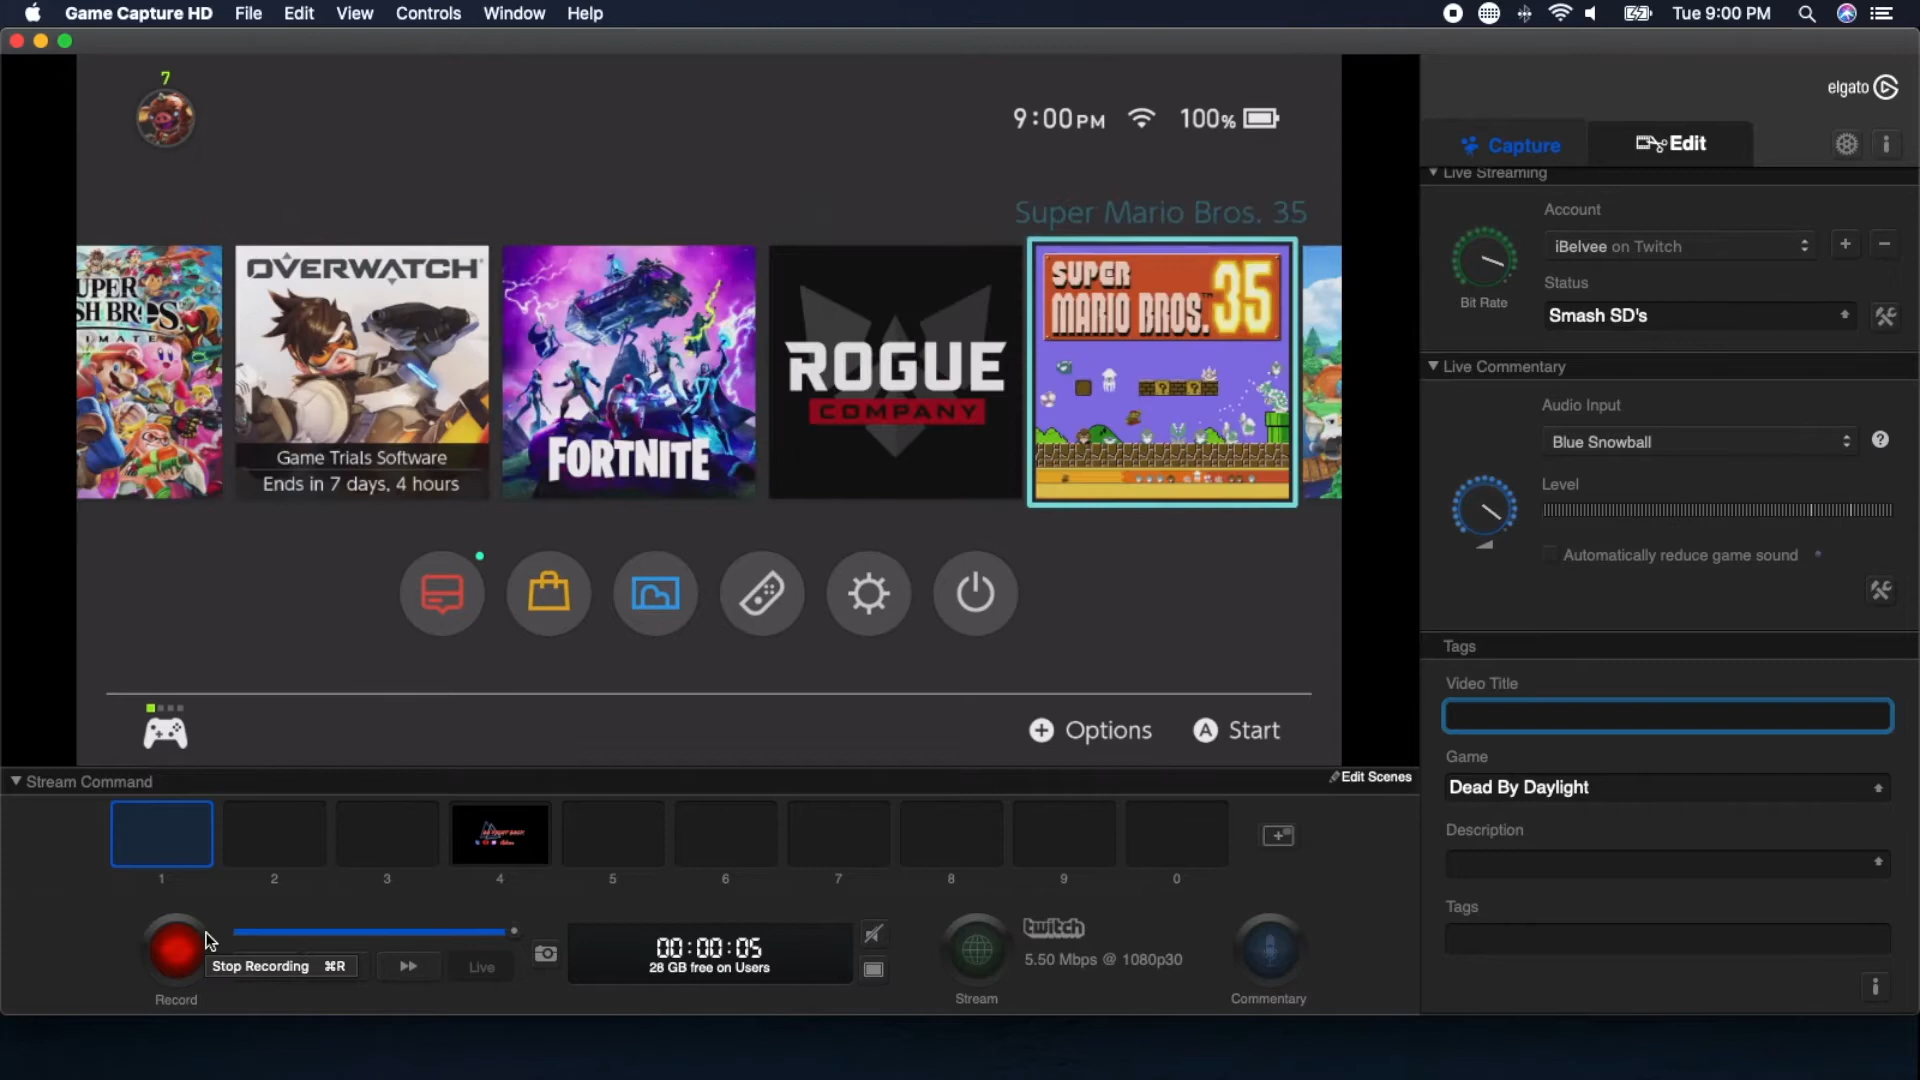 Game Capture HD File Edit View Controls Window Help Tue 9:00 PM
elgato
7
9:00PM 100%
Capture Edit
Live Streaming
Account
iBelvee on Twitch
Status
Bit Rate
Smash SD's
Live Commentary
Audio Input
Blue Snowball
Level
Automatically reduce game sound
Tags
Video Title
Game
Dead By Daylight
Description
Tags
Super Mario Bros. 35
UPER
SH BROS.
IMATE
OVERWATCH
Game Trials Software
Ends in 7 days, 4 hours
FORTNITE
ROGUE
COMPANY
SUPER
MARIO BROS. 35
Options Start
Stream Command Edit Scenes
1 2 3 4 5 6 7 8 9 0
Stop Recording ⌘R
Live
Record
00:00:05
28 GB free on Users
twitch
5.50 Mbps @ 1080p30
Stream
Commentary